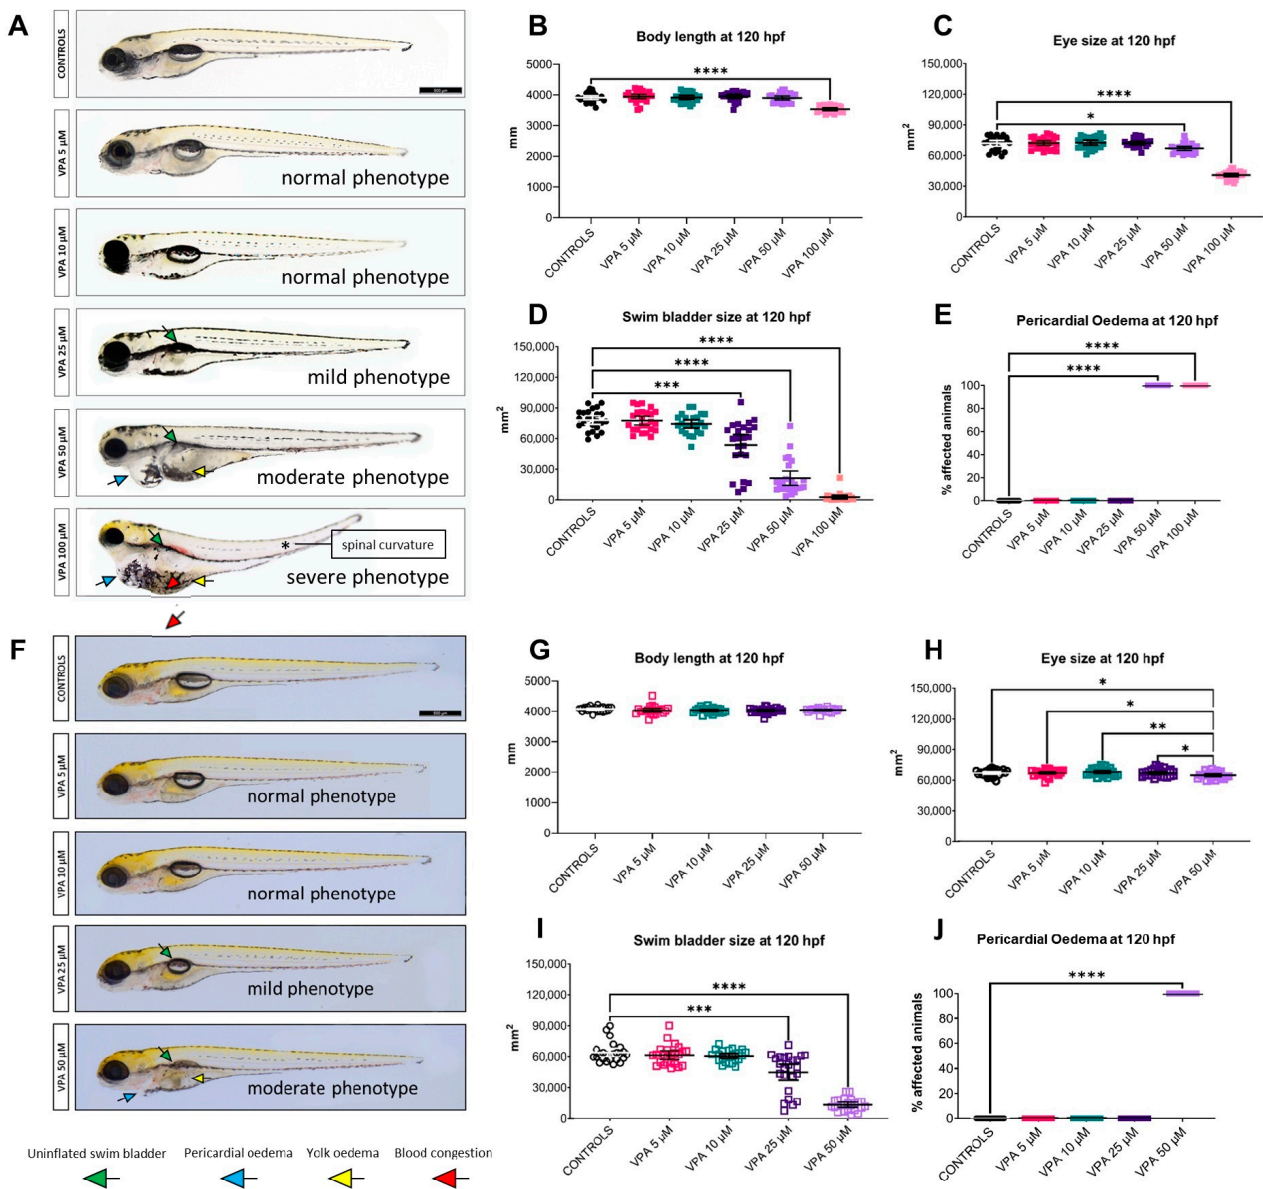 A
CONTROLS
500 µm
VPA 5 µM
normal phenotype
VPA 10 µM
normal phenotype
VPA 25 µM
mild phenotype
VPA 50 µM
moderate phenotype
VPA 100 µM
*
spinal curvature
severe phenotype
B
Body length at 120 hpf
****
5000
4000
3000
2000
1000
0
mm
CONTROLS
VPA 5 µM
VPA 10 µM
VPA 25 µM
VPA 50 µM
VPA 100 µM
C
Eye size at 120 hpf
****
*
150,000
120,000
90,000
60,000
30,000
0
mm²
CONTROLS
VPA 5 µM
VPA 10 µM
VPA 25 µM
VPA 50 µM
VPA 100 µM
D
Swim bladder size at 120 hpf
****
****
***
150,000
120,000
90,000
60,000
30,000
0
mm²
CONTROLS
VPA 5 µM
VPA 10 µM
VPA 25 µM
VPA 50 µM
VPA 100 µM
E
Pericardial Oedema at 120 hpf
****
****
100
80
60
40
20
0
% affected animals
CONTROLS
VPA 5 µM
VPA 10 µM
VPA 25 µM
VPA 50 µM
VPA 100 µM
F
CONTROLS
VPA 5 µM
normal phenotype
VPA 10 µM
normal phenotype
VPA 25 µM
mild phenotype
VPA 50 µM
moderate phenotype
G
Body length at 120 hpf
5000
4000
3000
2000
1000
0
mm
CONTROLS
VPA 5 µM
VPA 10 µM
VPA 25 µM
VPA 50 µM
H
Eye size at 120 hpf
*
*
**
*
150,000
120,000
90,000
60,000
30,000
0
mm²
CONTROLS
VPA 5 µM
VPA 10 µM
VPA 25 µM
VPA 50 µM
I
Swim bladder size at 120 hpf
****
***
150,000
120,000
90,000
60,000
30,000
0
mm²
CONTROLS
VPA 5 µM
VPA 10 µM
VPA 25 µM
VPA 50 µM
J
Pericardial Oedema at 120 hpf
****
100
80
60
40
20
0
% affected animals
CONTROLS
VPA 5 µM
VPA 10 µM
VPA 25 µM
VPA 50 µM
Uninflated swim bladder
Pericardial oedema
Yolk oedema
Blood congestion